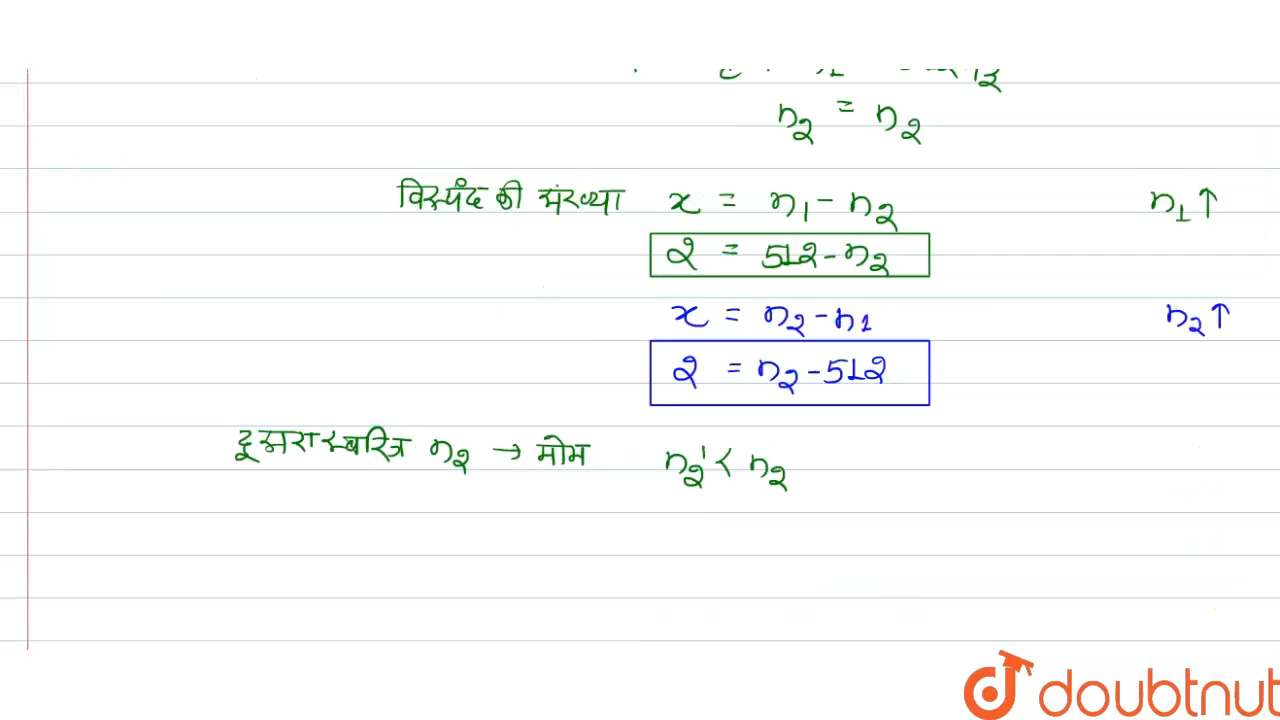 n₂ = n₂
विस्पंद की संख्या x = n₁ - n₂ n₁ ↑
2 = 512 - n₂
x = n₂ - n₁ n₂ ↑
2 = n₂ - 512
दूसरा स्वरित्र n₂ → मोम n₂' < n₂
doubtnut